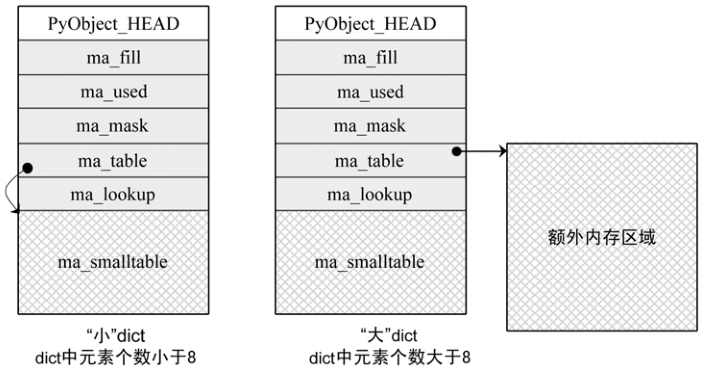 PyObject_HEAD
ma_fill
ma_used
ma_mask
ma_table
ma_lookup
ma_smalltable
“小”dict
dict中元素个数小于8
PyObject_HEAD
ma_fill
ma_used
ma_mask
ma_table
ma_lookup
ma_smalltable
“大”dict
dict中元素个数大于8
额外内存区域